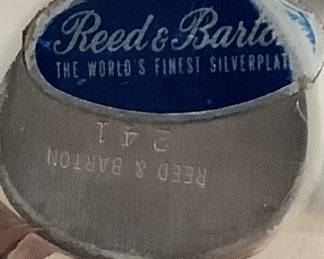 Reed & Barto
THE WORLD'S FINEST SILVERPLAT
REED & BARTON
241